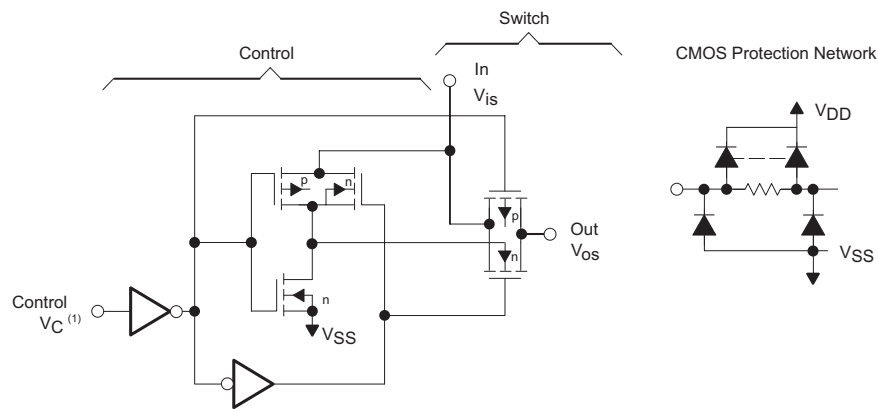 Switch
Control
CMOS Protection Network
In
Vis
VDD
p
n
p
Out
Vos
n
VSS
Control
VC (1)
n
VSS